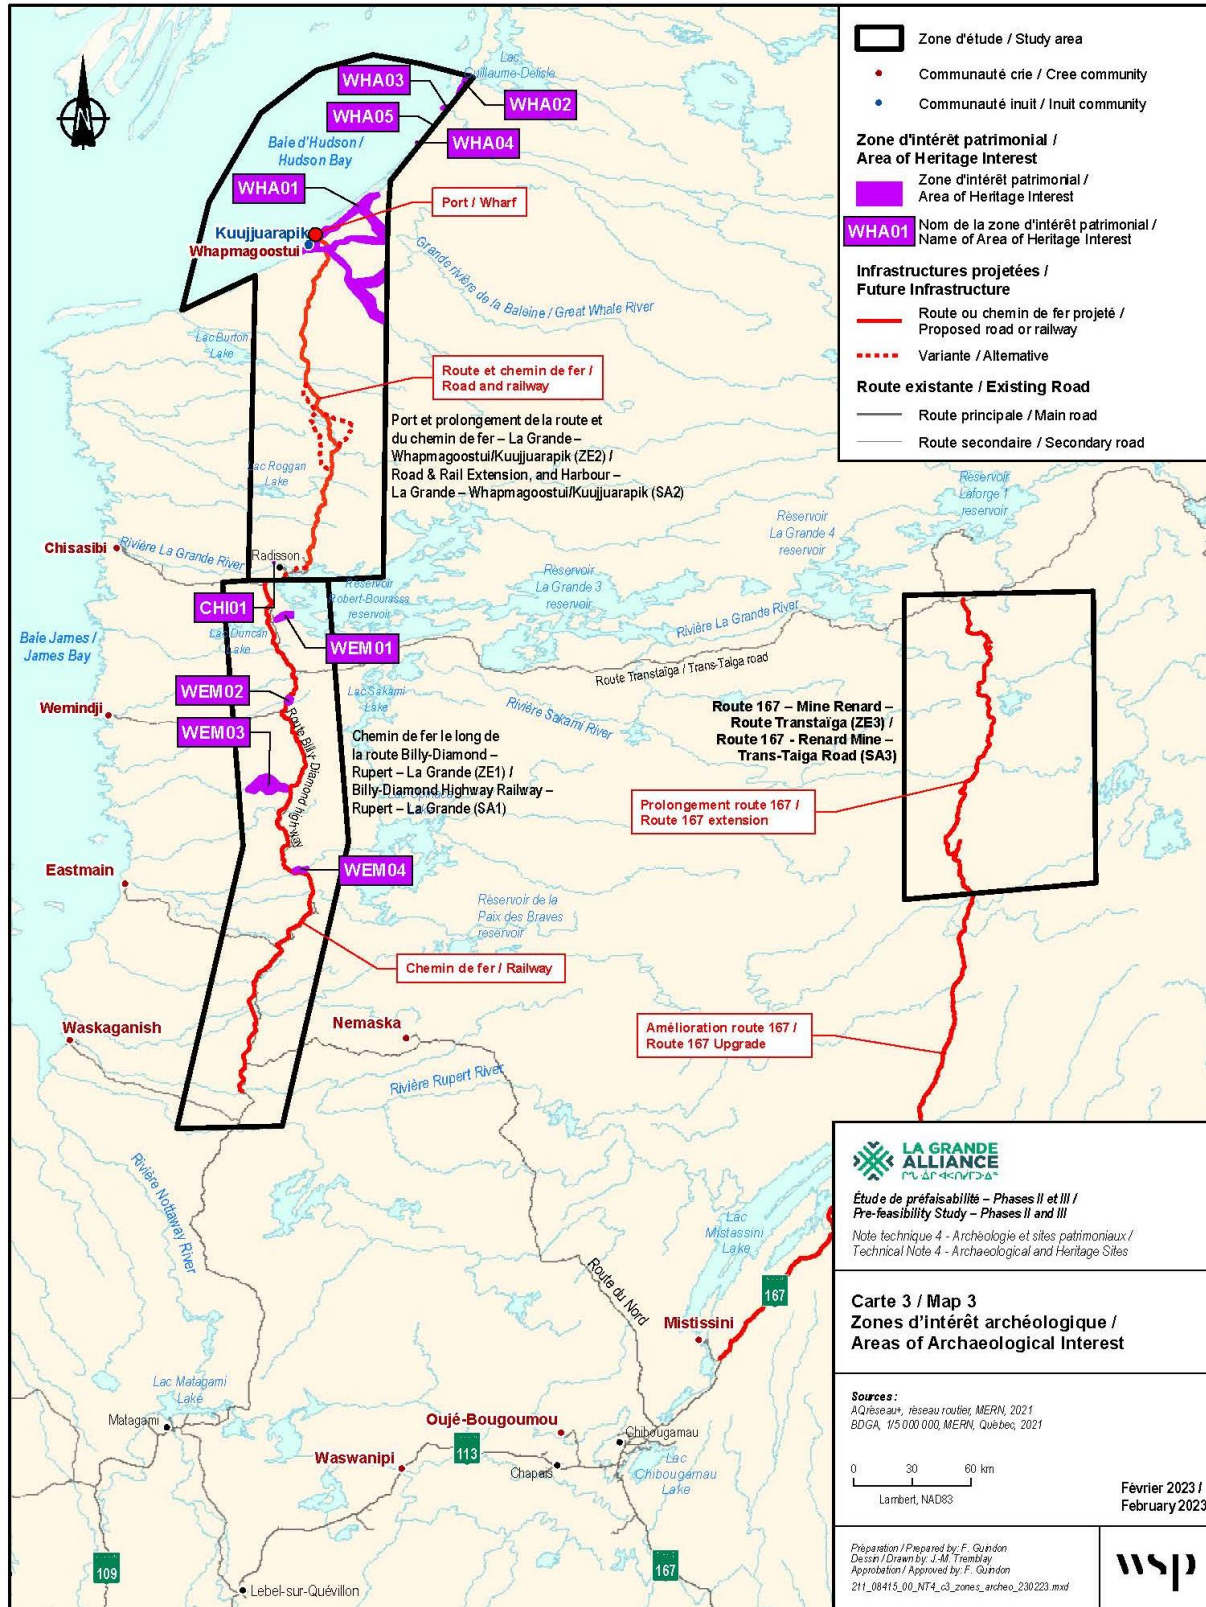 Zone d'étude / Study area
Communauté crie / Cree community
Communauté inuit / Inuit community
Zone d'intérêt patrimonial /
Area of Heritage Interest
Zone d'intérêt patrimonial /
Area of Heritage Interest
WHA01
Nom de la zone d'intérêt patrimonial /
Name of Area of Heritage Interest
Infrastructures projetées /
Future Infrastructure
Route ou chemin de fer projeté /
Proposed road or railway
Variante / Alternative
Route existante / Existing Road
Route principale / Main road
Route secondaire / Secondary road
Lac
Guillaume-Delisle
WHA03
WHA02
WHA05
WHA04
Baie d'Hudson /
Hudson Bay
WHA01
Port / Wharf
Kuujjuarapik
Whapmagoostui
Grande rivière de la Baleine / Great Whale River
Lac Burton
Lake
Route et chemin de fer /
Road and railway
Port et prolongement de la route et
du chemin de fer – La Grande –
Whapmagoostui/Kuujjuarapik (ZE2) /
Road & Rail Extension, and Harbour –
La Grande – Whapmagoostui/Kuujjuarapik (SA2)
Lac Roggan
Lake
Réservoir
Laforge 1
reservoir
Réservoir
La Grande 4
reservoir
Chisasibi
Rivière La Grande River
Radisson
Réservoir
Robert-Bourassa
reservoir
Réservoir
La Grande 3
reservoir
CHI01
Lac Duncan
Lake
WEM01
Rivière La Grande River
Baie James /
James Bay
Route Transtaïga / Trans-Taiga road
WEM02
Lac Sakami
Lake
Wemindji
Rivière Sakami River
WEM03
Route Billy-Diamond highway
Chemin de fer le long de
la route Billy-Diamond –
Rupert – La Grande (ZE1) /
Billy-Diamond Highway Railway –
Rupert – La Grande (SA1)
Route 167 – Mine Renard –
Route Transtaïga (ZE3) /
Route 167 - Renard Mine –
Trans-Taiga Road (SA3)
Prolongement route 167 /
Route 167 extension
Eastmain
WEM04
Réservoir de la
Paix des Braves
reservoir
Chemin de fer / Railway
Waskaganish
Nemaska
Amélioration route 167 /
Route 167 Upgrade
Rivière Rupert River
Rivière Nottaway River
Lac
Mistassini
Lake
Route du Nord
167
Mistissini
Lac Matagami
Lake
Matagami
Oujé-Bougoumou
Chibougamau
113
Waswanipi
Chapais
Lac
Chibougamau
Lake
109
167
Lebel-sur-Quévillon
LA GRANDE
ALLIANCE
Étude de préfaisabilité – Phases II et III /
Pre-feasibility Study – Phases II and III
Note technique 4 - Archéologie et sites patrimoniaux /
Technical Note 4 - Archaeological and Heritage Sites
Carte 3 / Map 3
Zones d'intérêt archéologique /
Areas of Archaeological Interest
Sources :
AQréseau+, réseau routier, MERN, 2021
BDGA, 1/5 000 000, MERN, Québec, 2021
0 30 60 km
Lambert, NAD83
Février 2023 /
February 2023
Préparation / Prepared by: F. Guindon
Dessin / Drawn by: J.-M. Tremblay
Approbation / Approved by: F. Guindon
211_08415_00_NT4_c3_zones_archeo_230223.mxd
wsp